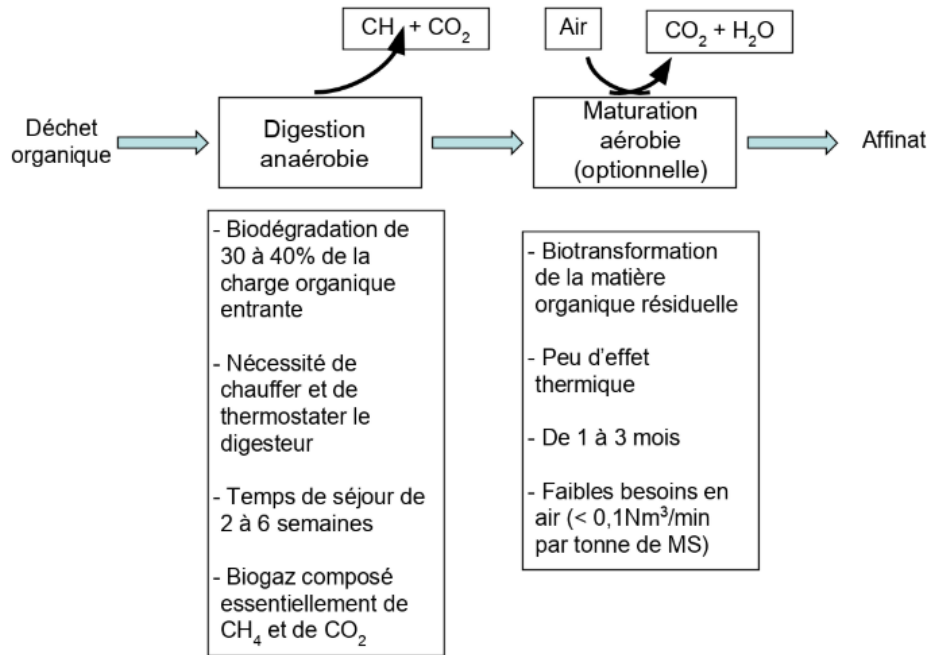 CH₄ + CO₂
Air
CO₂ + H₂O
Déchet
organique
Digestion
anaérobie
Maturation
aérobie
(optionnelle)
Affinat
- Biodégradation de
30 à 40% de la
charge organique
entrante
- Nécessité de
chauffer et de
thermostater le
digesteur
- Temps de séjour de
2 à 6 semaines
- Biogaz composé
essentiellement de
CH₄ et de CO₂
- Biotransformation
de la matière
organique résiduelle
- Peu d'effet
thermique
- De 1 à 3 mois
- Faibles besoins en
air (< 0,1Nm³/min
par tonne de MS)